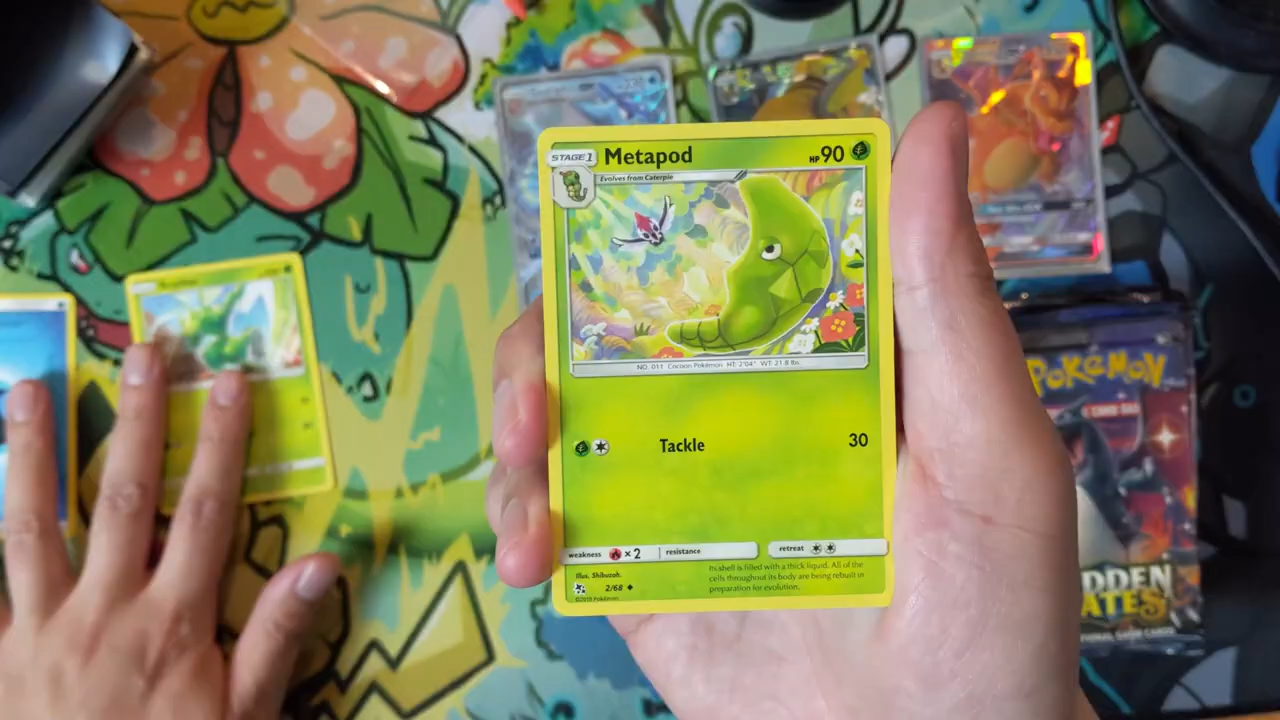 STAGE 1 Metapod HP 90
Evolves from Caterpie
NO. 011 Cocoon Pokémon HT: 2'04" WT: 21.8 lbs.
Tackle 30
weakness ×2 resistance retreat
Illus. Shibuzoh.
2/68
©2019 Pokémon
Its shell is filled with a thick liquid. All of the
cells throughout its body are being rebuilt in
preparation for evolution.
POKéMON
DDEN
ATES